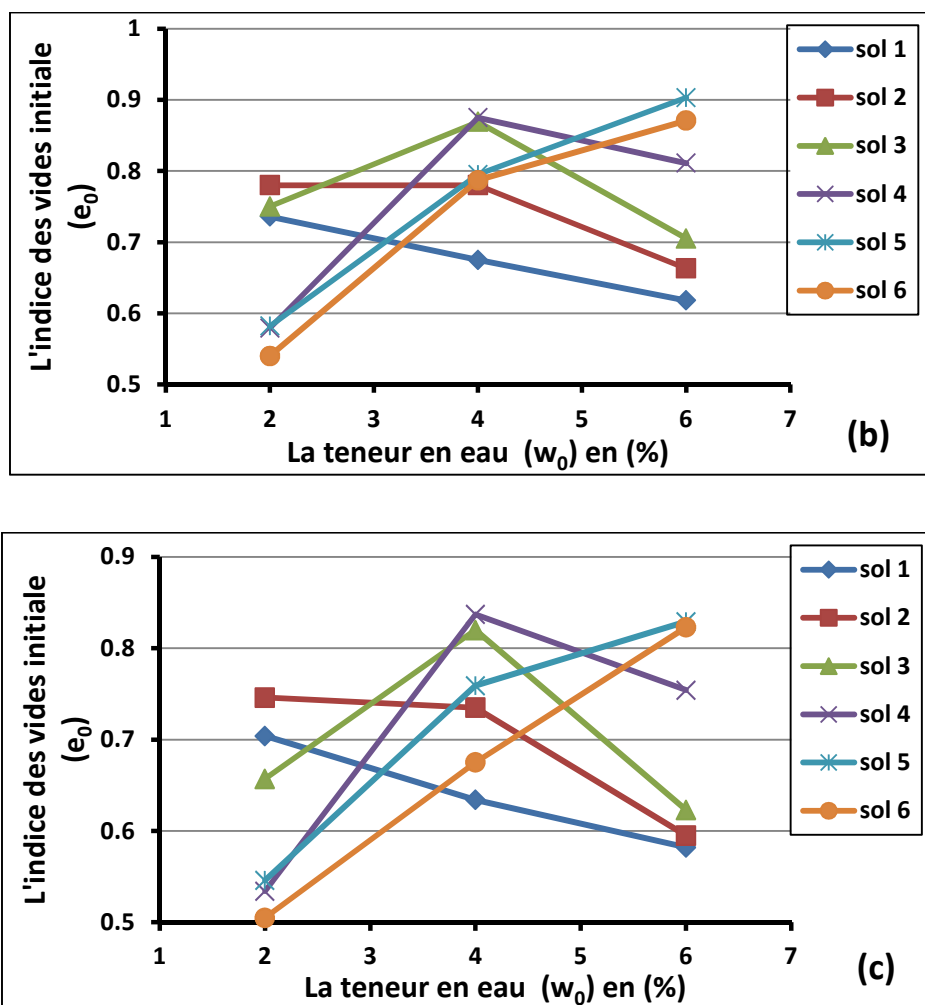 1
0.9
0.8
0.7
0.6
0.5
1 2 3 4 5 6 7
L'indice des vides initiale
(e₀)
La teneur en eau (w₀) en (%)
sol 1
sol 2
sol 3
sol 4
sol 5
sol 6
(b)
0.9
0.8
0.7
0.6
0.5
1 2 3 4 5 6 7
L'indice des vides initiale
(e₀)
La teneur en eau (w₀) en (%)
sol 1
sol 2
sol 3
sol 4
sol 5
sol 6
(c)